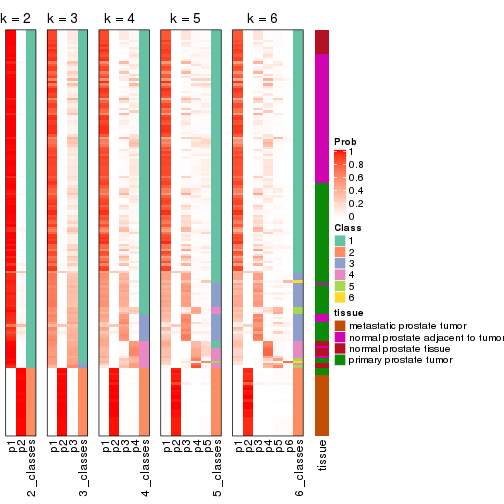 k = 2 k = 3 k = 4 k = 5 k = 6
Prob
1
0.8
0.6
0.4
0.2
0
Class
1
2
3
4
5
6
tissue
metastatic prostate tumor
normal prostate adjacent to tumor
normal prostate tissue
primary prostate tumor
p1 p2 2_classes p1 p2 p3 3_classes p1 p2 p3 p4 4_classes p1 p2 p3 p4 p5 5_classes p1 p2 p3 p4 p5 p6 6_classes tissue